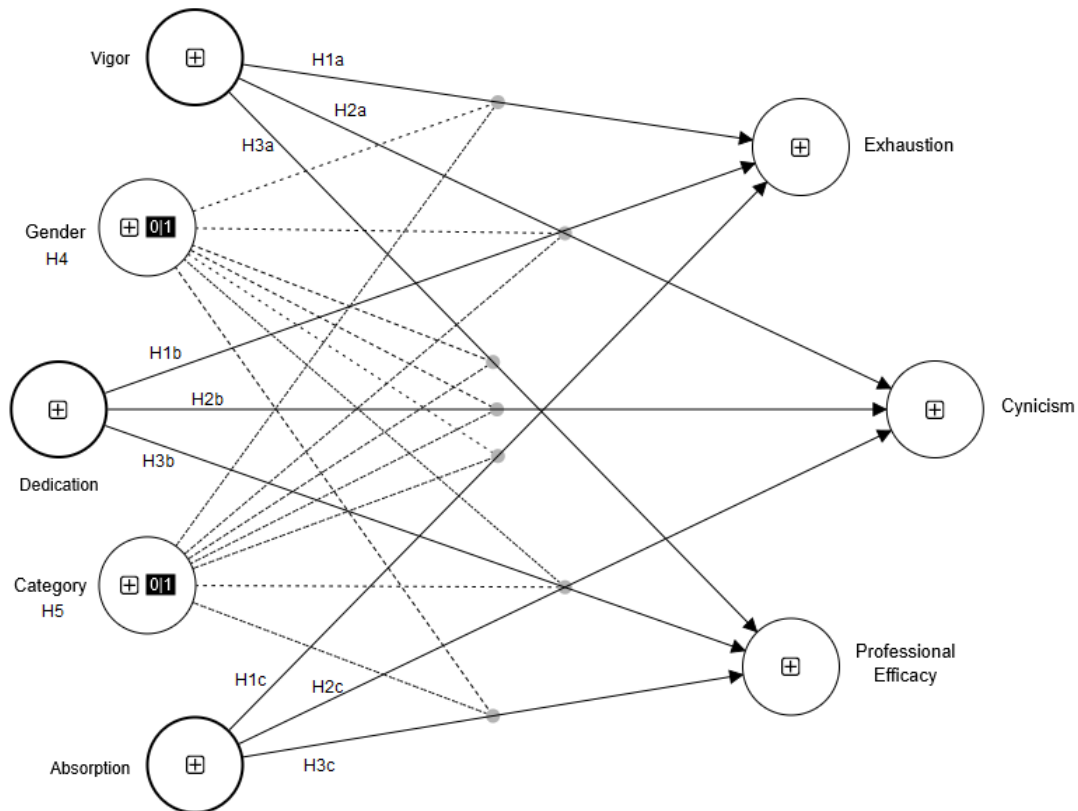 Vigor
H1a
H2a
H3a
Exhaustion
Gender
0|1
H4
H1b
H2b
Cynicism
H3b
Dedication
Category
0|1
H5
Professional
Efficacy
H1c
H2c
Absorption
H3c